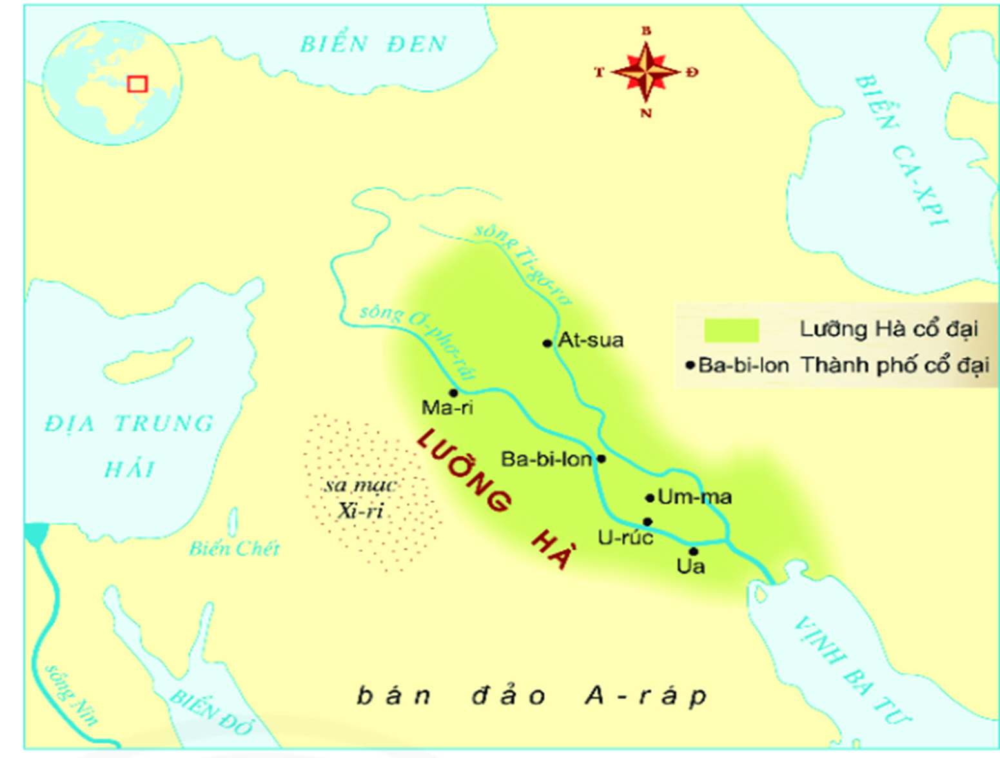 BIỂN ĐEN
B
T
Đ
N
BIỂN CA-XPI
sông Ti-gơ-rơ
sông Ơ-phơ-rát
At-sua
Lưỡng Hà cổ đại
Ba-bi-lon Thành phố cổ đại
Ma-ri
ĐỊA TRUNG
HẢI
LƯỠNG
HÀ
Ba-bi-lon
sa mạc
Xi-ri
Um-ma
U-rúc
Biển Chết
Ua
VỊNH BA TƯ
sông Nin
BIỂN ĐỎ
bán đảo A-ráp